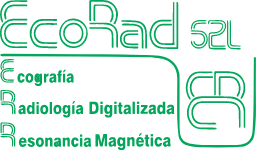 EcoRad S2L
Ecografía
Radiología Digitalizada
Resonancia Magnética